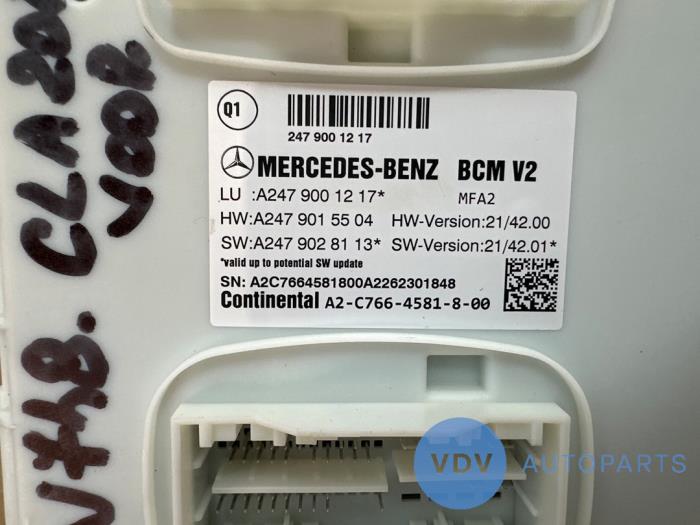 Q1
247 900 12 17
MERCEDES-BENZ BCM V2
LU :A247 900 12 17* MFA2
HW:A247 901 55 04 HW-Version:21/42.00
SW:A247 902 81 13* SW-Version:21/42.01*
*valid up to potential SW update
SN: A2C7664581800A2262301848
Continental A2-C766-4581-8-00
V748. CLA200
VDV AUTOPARTS